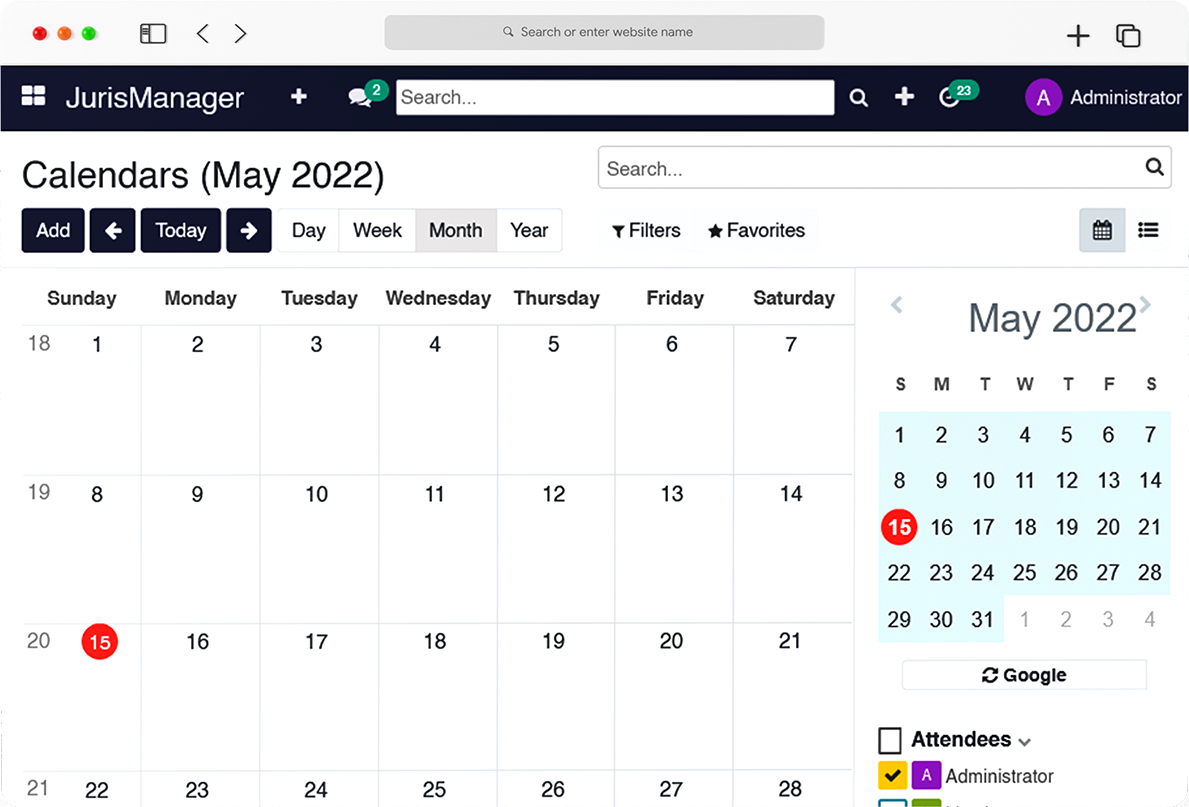 Search or enter website name
JurisManager 2 Search... 23 A Administrator
Calendars (May 2022) Search...
Add Today Day Week Month Year Filters Favorites
Sunday Monday Tuesday Wednesday Thursday Friday Saturday
18 1 2 3 4 5 6 7
19 8 9 10 11 12 13 14
20 15 16 17 18 19 20 21
21 22 23 24 25 26 27 28
May 2022
S M T W T F S
1 2 3 4 5 6 7
8 9 10 11 12 13 14
15 16 17 18 19 20 21
22 23 24 25 26 27 28
29 30 31 1 2 3 4
Google
Attendees
A Administrator